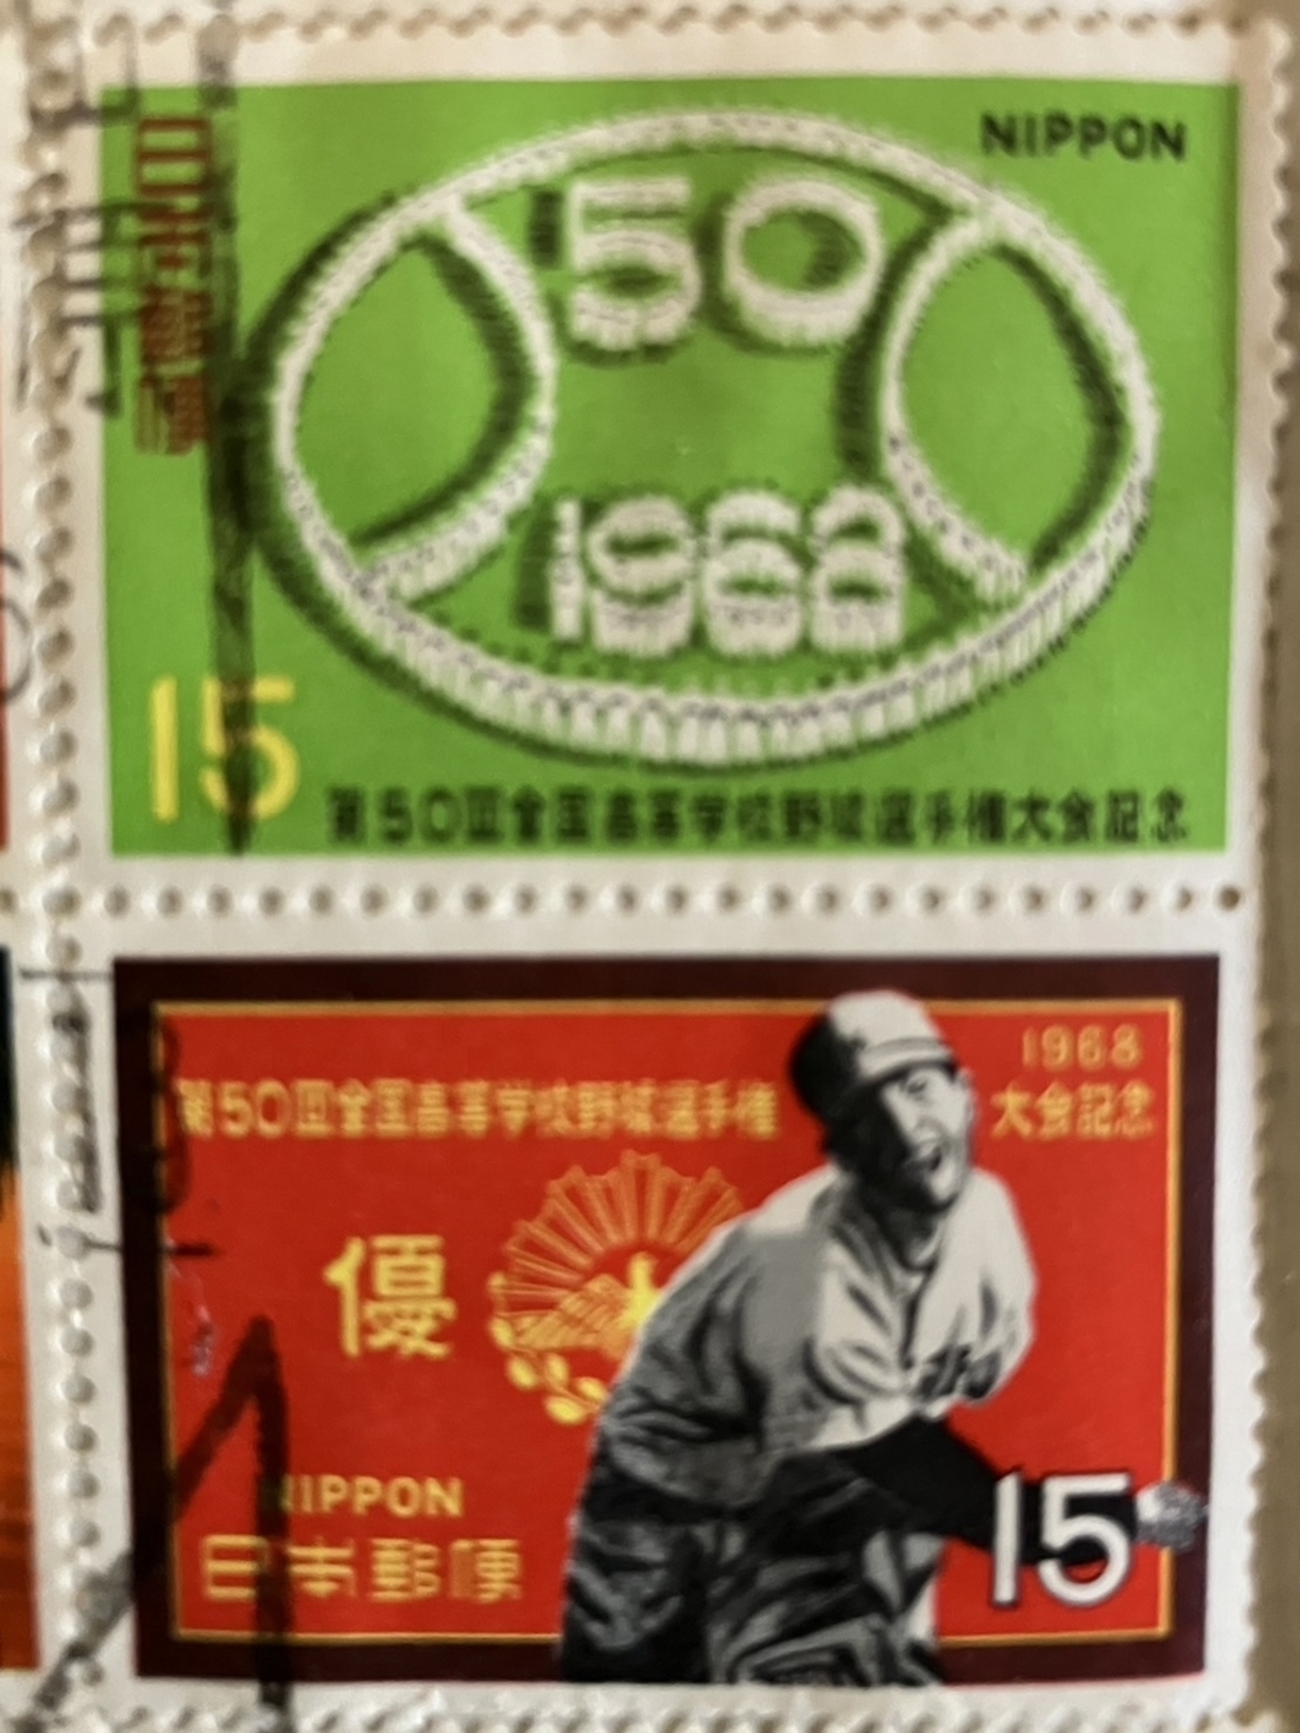 NIPPON
日本郵便
'50
1968
15
第50回全国高等学校野球選手権大会記念
1968
第50回全国高等学校野球選手権
大会記念
優
NIPPON
日本郵便
15